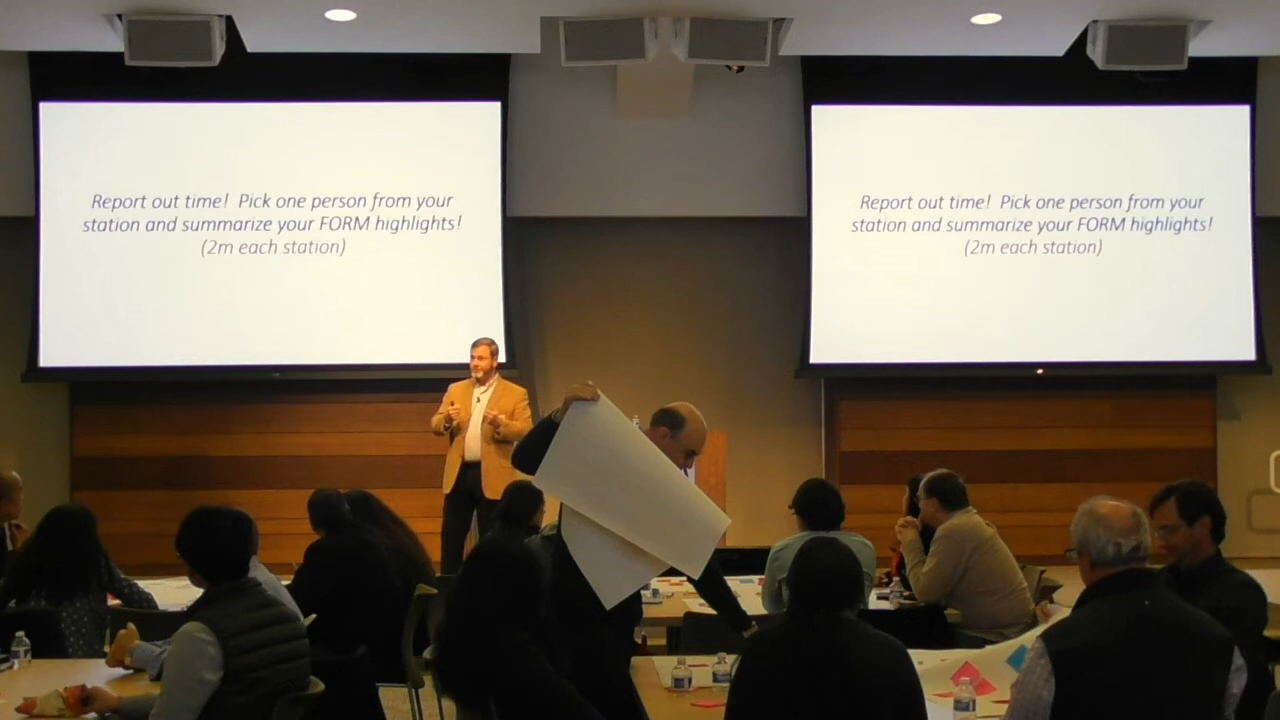 Report out time! Pick one person from your
station and summarize your FORM highlights!
(2m each station)
Report out time! Pick one person from your
station and summarize your FORM highlights!
(2m each station)